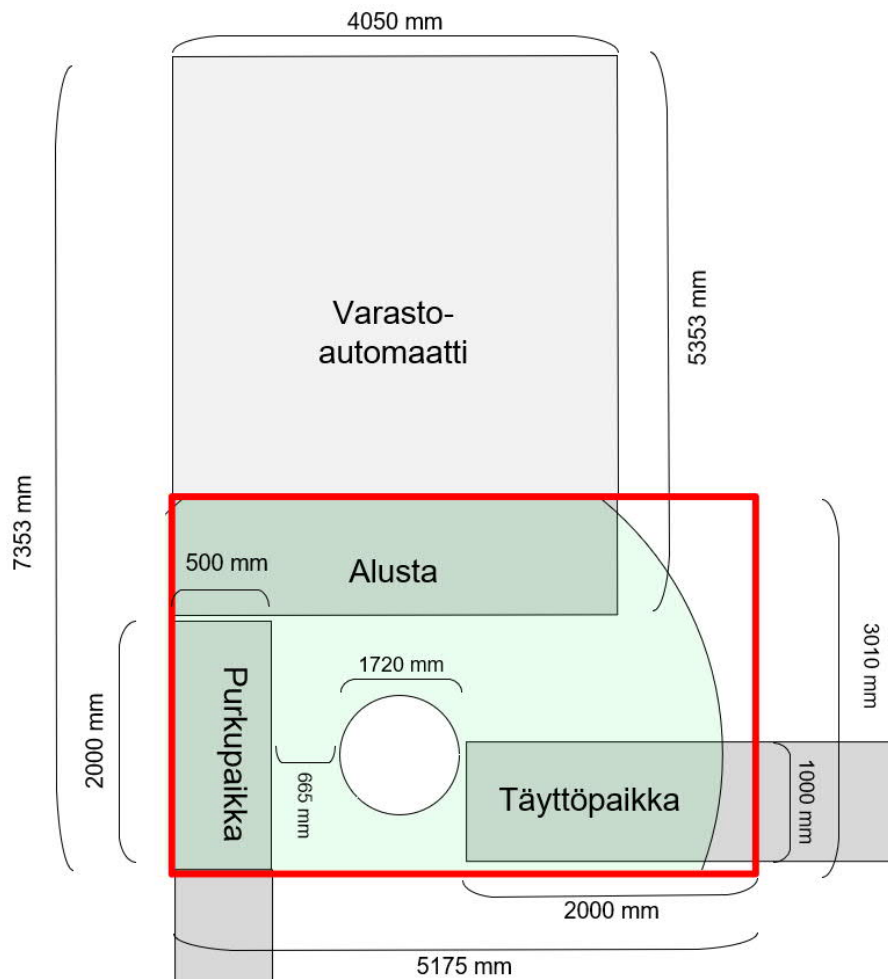 4050 mm
Varasto-
automaatti
5353 mm
7353 mm
500 mm
Alusta
3010 mm
1720 mm
Purkupaikka
2000 mm
665 mm
Täyttöpaikka
1000 mm
2000 mm
5175 mm